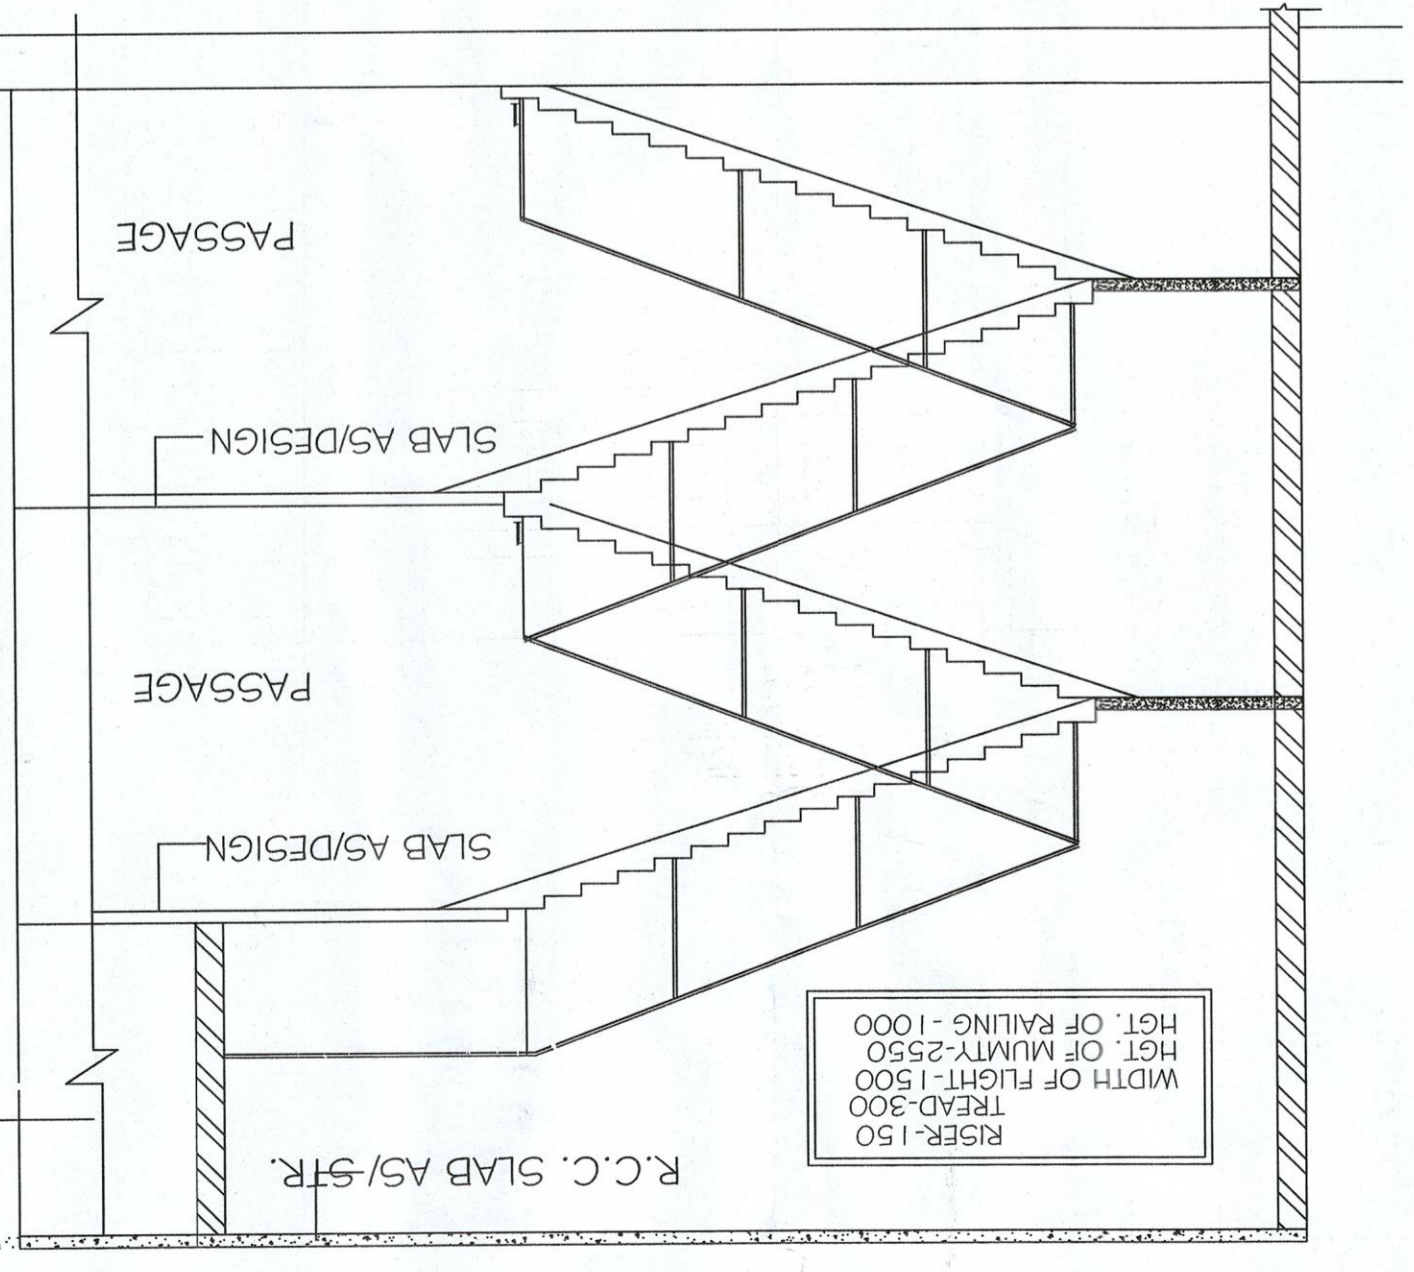 R.C.C. SLAB AS/STR.
RISER-150
TREAD-300
WIDTH OF FLIGHT-1500
HGT. OF MUMTY-2550
HGT. OF RAILING-1000
SLAB AS/DESIGN
PASSAGE
SLAB AS/DESIGN
PASSAGE